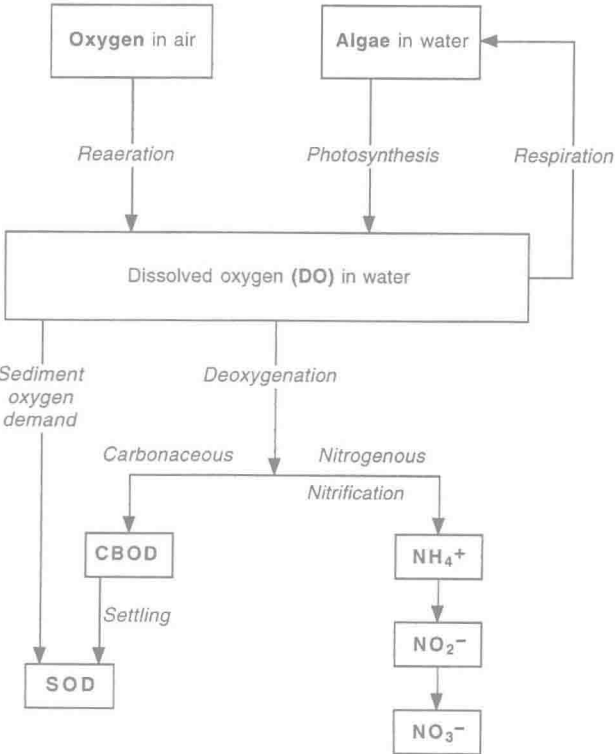 Oxygen in air
Algae in water
Reaeration
Photosynthesis
Respiration
Dissolved oxygen (DO) in water
Sediment
oxygen
demand
Deoxygenation
Carbonaceous
Nitrogenous
Nitrification
CBOD
NH₄⁺
Settling
NO₂⁻
SOD
NO₃⁻